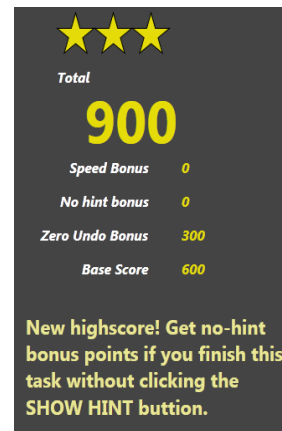 Total
900
Speed Bonus 0
No hint bonus 0
Zero Undo Bonus 300
Base Score 600
New highscore! Get no-hint
bonus points if you finish this
task without clicking the
SHOW HINT buttion.